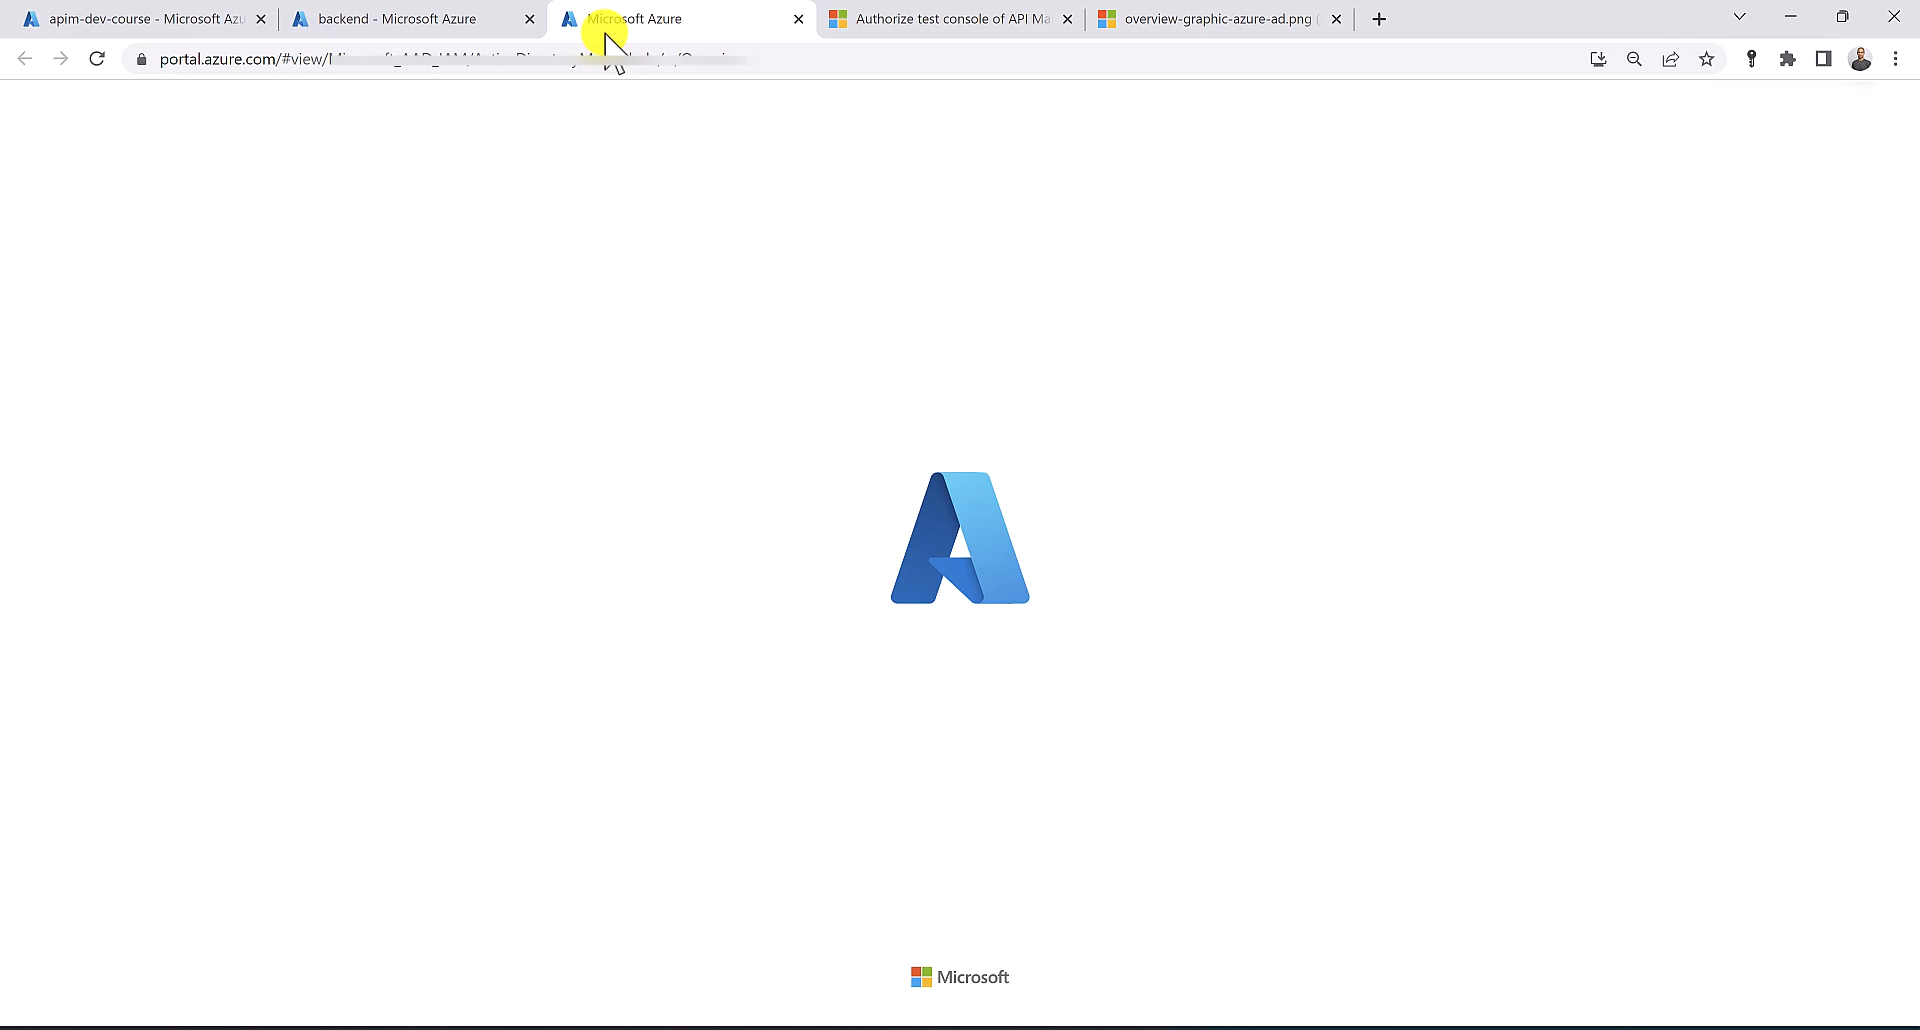 apim-dev-course - Microsoft Azu
backend - Microsoft Azure
Microsoft Azure
Authorize test console of API Ma
overview-graphic-azure-ad.png (
portal.azure.com/#view/
Microsoft